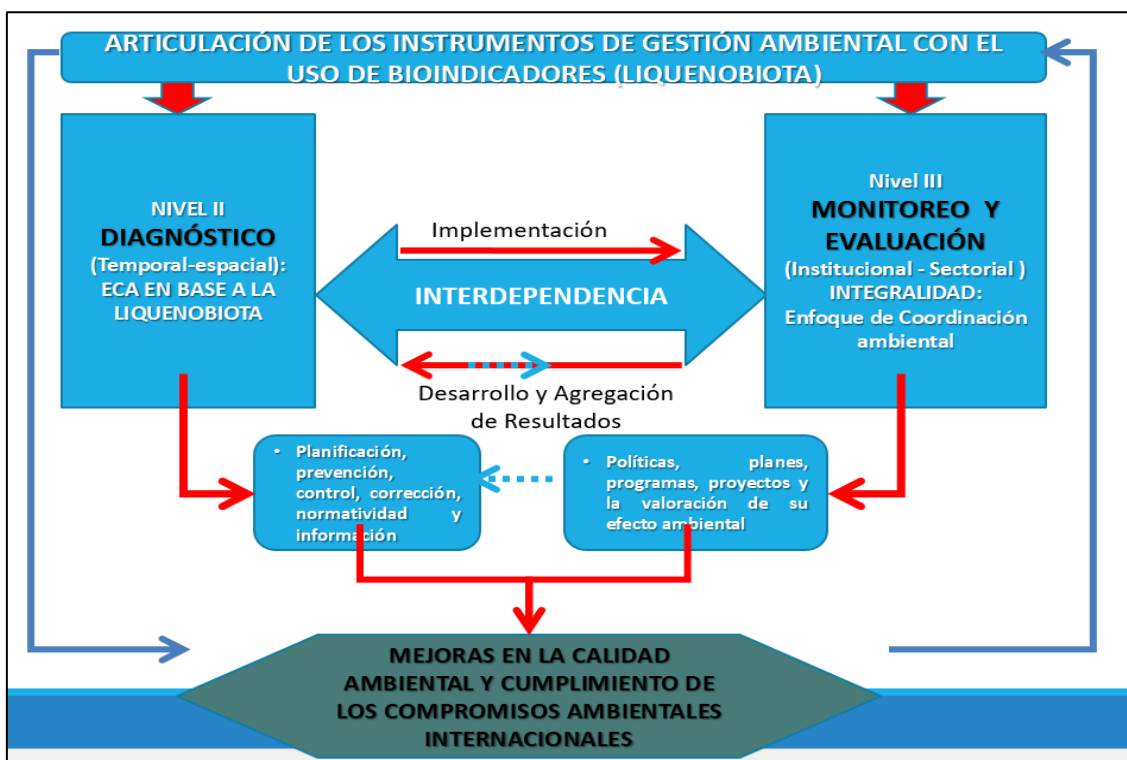 ARTICULACIÓN DE LOS INSTRUMENTOS DE GESTIÓN AMBIENTAL CON EL
USO DE BIOINDICADORES (LIQUENOBIOTA)
NIVEL II
DIAGNÓSTICO
(Temporal-espacial):
ECA EN BASE A LA
LIQUENOBIOTA
Implementación
INTERDEPENDENCIA
Desarrollo y Agregación
de Resultados
Nivel III
MONITOREO Y
EVALUACIÓN
(Institucional - Sectorial )
INTEGRALIDAD:
Enfoque de Coordinación
ambiental
• Planificación,
prevención,
control, corrección,
normatividad y
información
• Políticas, planes,
programas, proyectos y
la valoración de su
efecto ambiental
MEJORAS EN LA CALIDAD
AMBIENTAL Y CUMPLIMIENTO DE
LOS COMPROMISOS AMBIENTALES
INTERNACIONALES